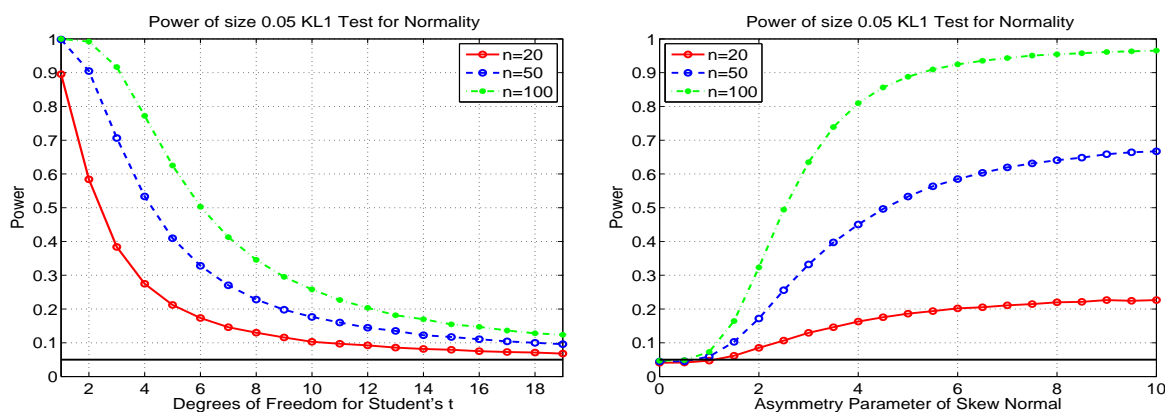 Power of size 0.05 KL1 Test for Normality
1
0.9
0.8
0.7
0.6
0.5
0.4
0.3
0.2
0.1
0
Power
n=20
n=50
n=100
2 4 6 8 10 12 14 16 18
Degrees of Freedom for Student's t
Power of size 0.05 KL1 Test for Normality
1
0.9
0.8
0.7
0.6
0.5
0.4
0.3
0.2
0.1
0
Power
n=20
n=50
n=100
0 2 4 6 8 10
Asymmetry Parameter of Skew Normal